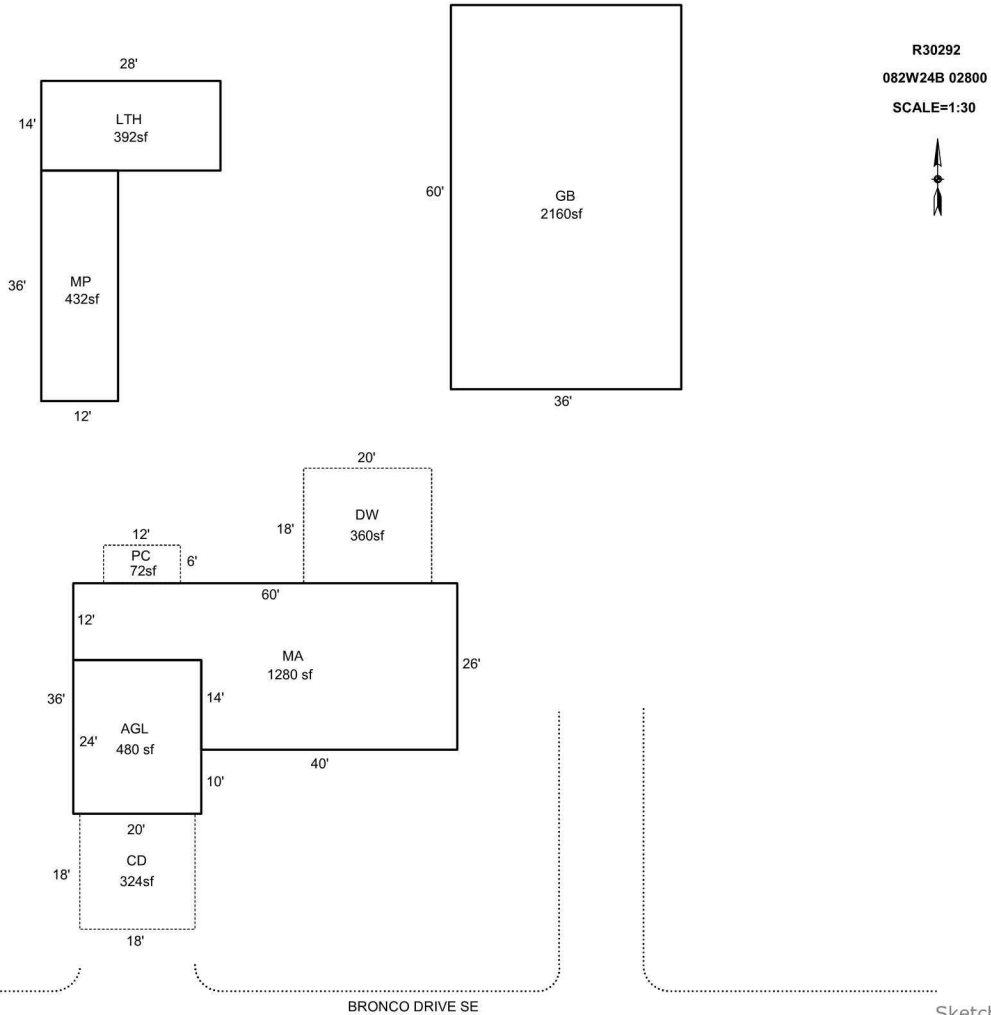 R30292
082W24B 02800
SCALE=1:30
28'
14'
LTH
392sf
36'
MP
432sf
12'
60'
GB
2160sf
36'
20'
18'
DW
360sf
12'
PC
72sf
6'
60'
12'
MA
1280 sf
26'
36'
14'
AGL
480 sf
24'
40'
10'
20'
CD
324sf
18'
18'
BRONCO DRIVE SE
Sketch